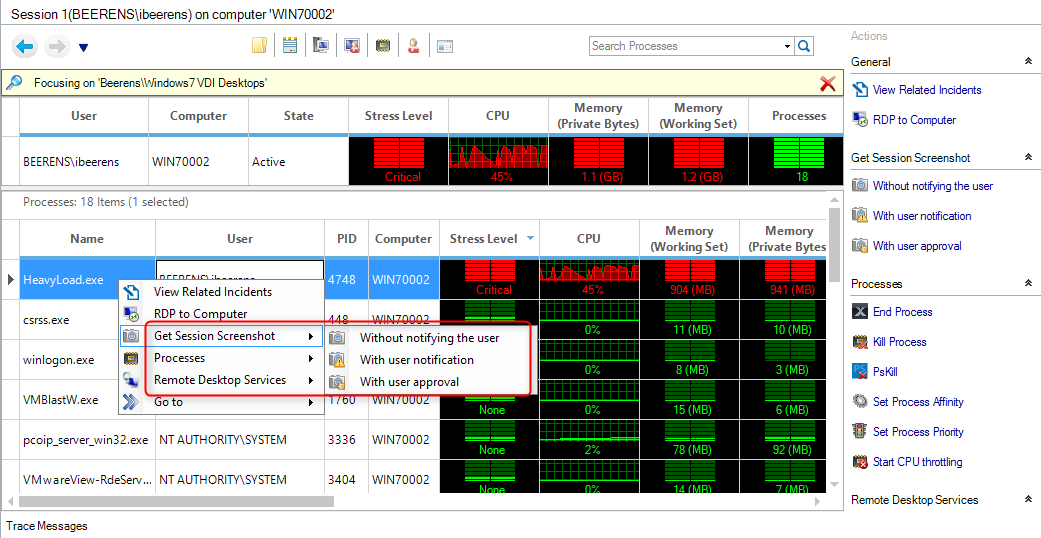 Session 1(BEERENS\ibeerens) on computer 'WIN70002'
Search Processes
Focusing on 'Beerens\Windows7 VDI Desktops'
User Computer State Stress Level CPU Memory (Private Bytes) Memory (Working Set) Processes
BEERENS\ibeerens WIN70002 Active Critical 45% 1.1 (GB) 1.2 (GB) 18
Processes: 18 Items (1 selected)
Name User PID Computer Stress Level CPU Memory (Working Set) Memory (Private Bytes
HeavyLoad.exe BEERENS\ibeerens 4748 WIN70002 Critical 45% 904 (MB) 941 (MB)
csrss.exe 448 0% 11 (MB) 10 (MB)
winlogon.exe 0% 8 (MB) 3 (MB)
VMBlastW.exe 1760 WIN70002 None 0% 15 (MB) 6 (MB)
pcoip_server_win32.exe NT AUTHORITY\SYSTEM 3336 WIN70002 None 2% 78 (MB) 92 (MB)
VMwareView-RdeServ... NT AUTHORITY\SYSTEM 3404 WIN70002 None 0% 14 (MB) 7 (MB)
View Related Incidents
RDP to Computer
Get Session Screenshot
Processes
Remote Desktop Services
Go to
Without notifying the user
With user notification
With user approval
Trace Messages
Actions
General
View Related Incidents
RDP to Computer
Get Session Screenshot
Without notifying the user
With user notification
With user approval
Processes
End Process
Kill Process
PsKill
Set Process Affinity
Set Process Priority
Start CPU throttling
Remote Desktop Services